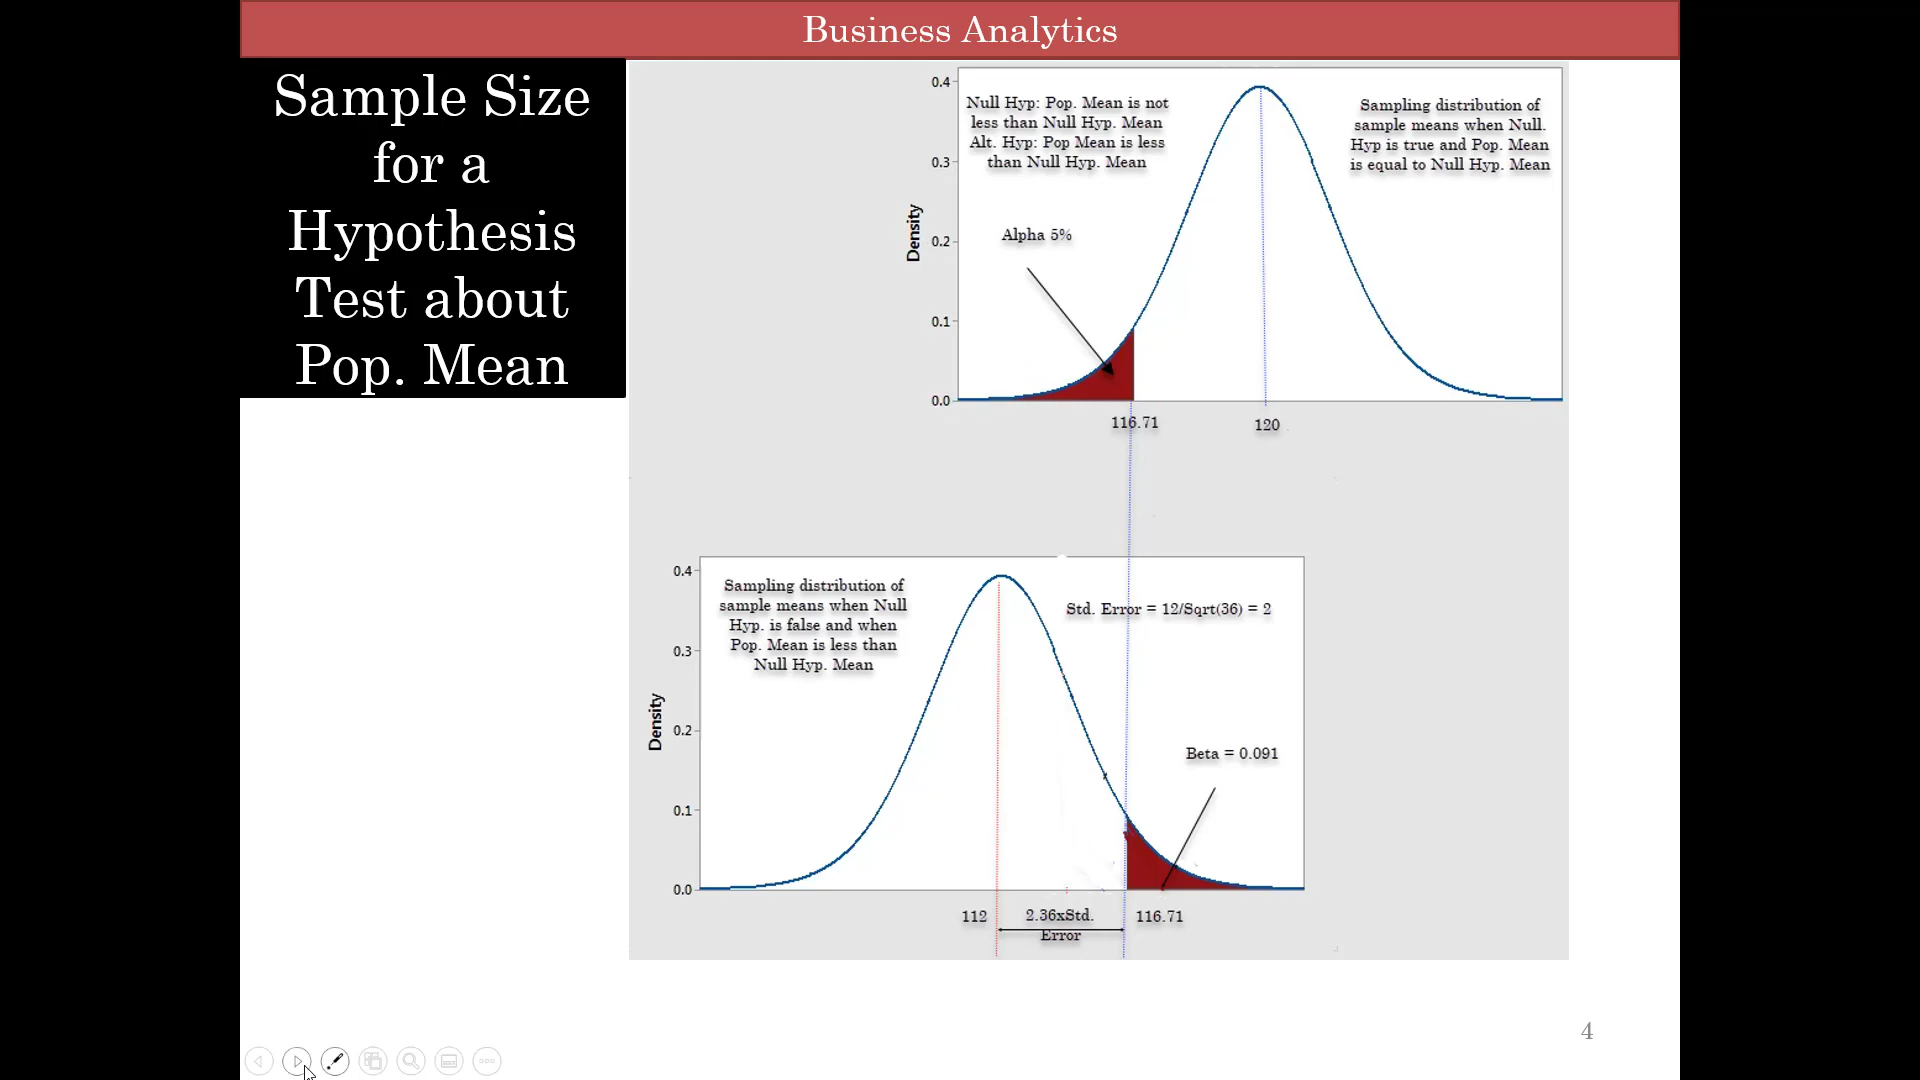 Business Analytics
Sample Size
for a
Hypothesis
Test about
Pop. Mean
0.4
0.3
0.2
0.1
0.0
Density
Null Hyp: Pop. Mean is not
less than Null Hyp. Mean
Alt. Hyp: Pop Mean is less
than Null Hyp. Mean
Sampling distribution of
sample means when Null.
Hyp is true and Pop. Mean
is equal to Null Hyp. Mean
Alpha 5%
116.71
120
0.4
0.3
0.2
0.1
0.0
Density
Sampling distribution of
sample means when Null
Hyp. is false and when
Pop. Mean is less than
Null Hyp. Mean
Std. Error = 12/Sqrt(36) = 2
Beta = 0.091
112
2.36xStd.
Error
116.71
4